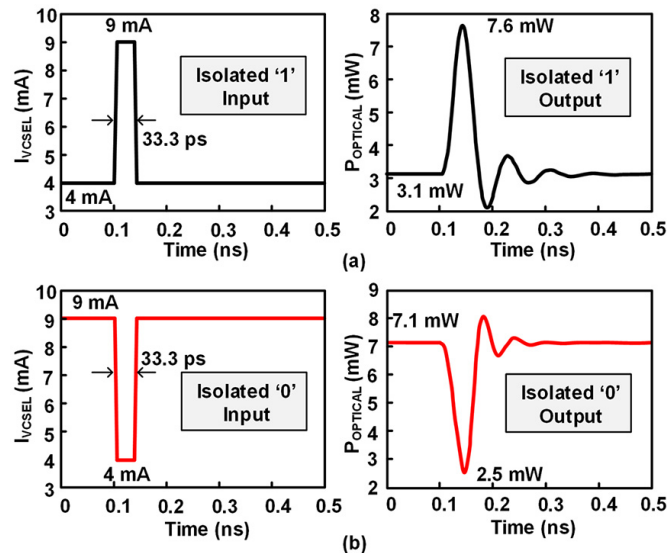 9 mA
Isolated '1'
Input
33.3 ps
4 mA
I_VCSEL (mA)
10
9
8
7
6
5
4
3
0
0.1
0.2
0.3
0.4
0.5
Time (ns)
7.6 mW
Isolated '1'
Output
3.1 mW
P_OPTICAL (mW)
8
7
6
5
4
3
2
0
0.1
0.2
0.3
0.4
0.5
Time (ns)
(a)
9 mA
33.3 ps
Isolated '0'
Input
4 mA
I_VCSEL (mA)
10
9
8
7
6
5
4
3
0
0.1
0.2
0.3
0.4
0.5
Time (ns)
7.1 mW
Isolated '0'
Output
2.5 mW
P_OPTICAL (mW)
9
8
7
6
5
4
3
2
0
0.1
0.2
0.3
0.4
0.5
Time (ns)
(b)